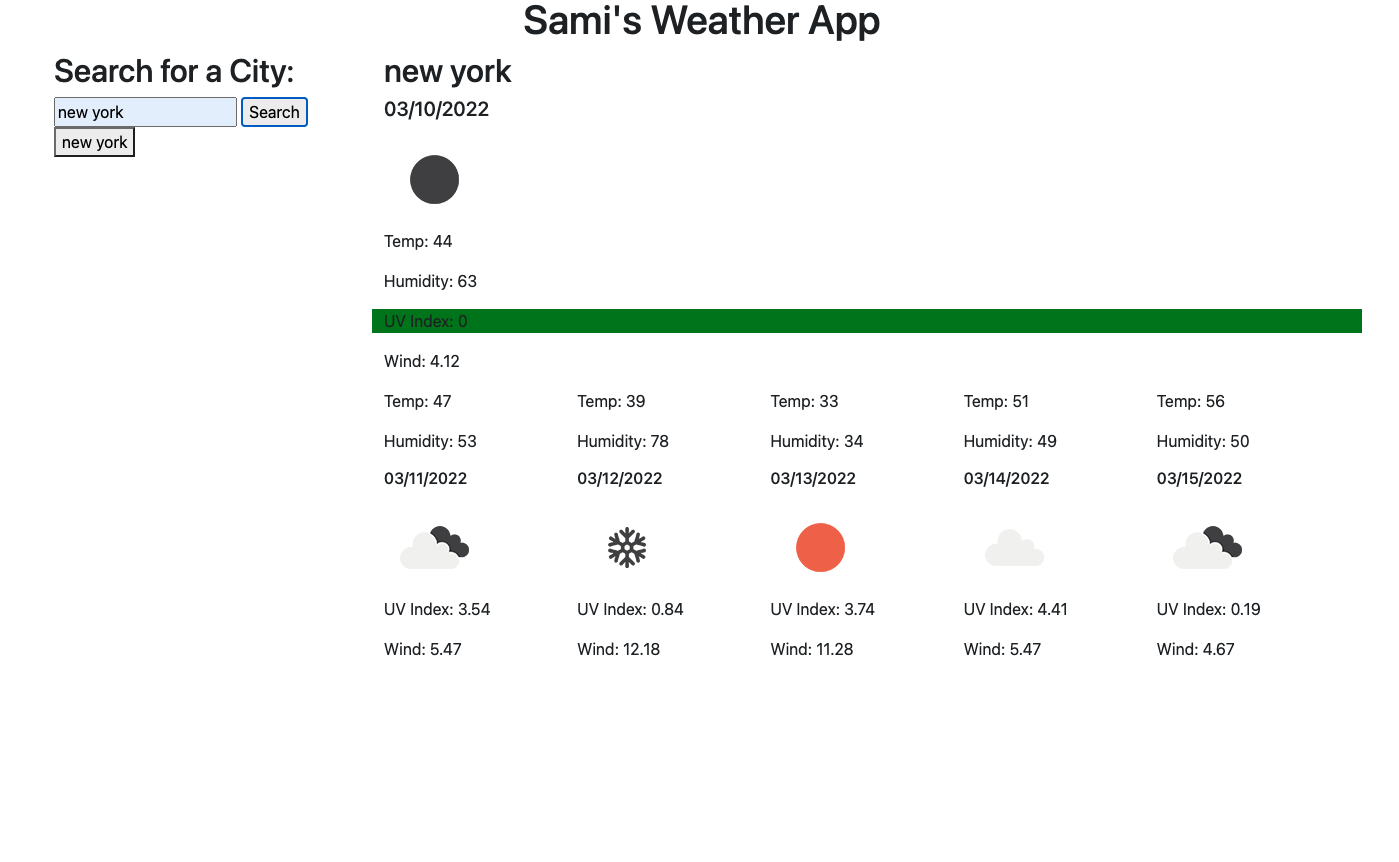 Sami's Weather App
Search for a City:
new york
Search
new york
new york
03/10/2022
Temp: 44
Humidity: 63
UV Index: 0
Wind: 4.12
Temp: 47
Humidity: 53
03/11/2022
UV Index: 3.54
Wind: 5.47
Temp: 39
Humidity: 78
03/12/2022
UV Index: 0.84
Wind: 12.18
Temp: 33
Humidity: 34
03/13/2022
UV Index: 3.74
Wind: 11.28
Temp: 51
Humidity: 49
03/14/2022
UV Index: 4.41
Wind: 5.47
Temp: 56
Humidity: 50
03/15/2022
UV Index: 0.19
Wind: 4.67